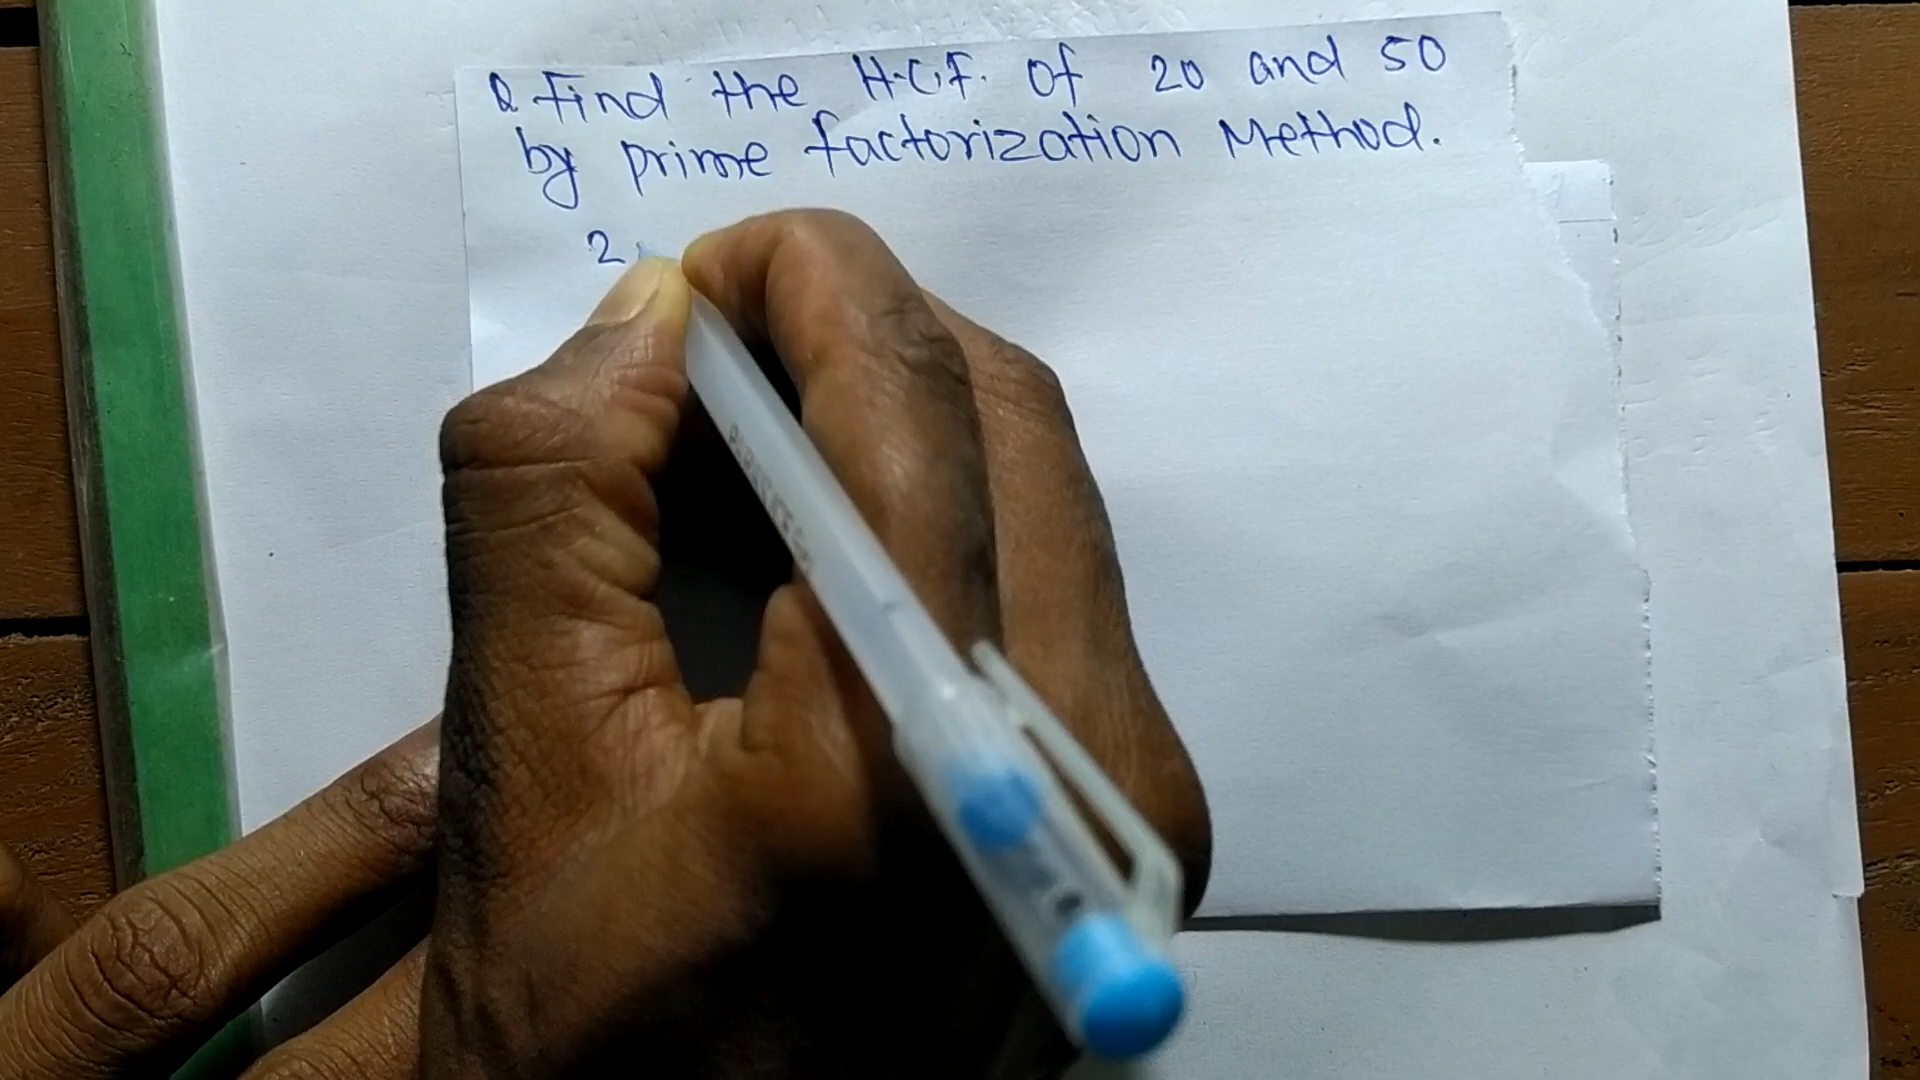 Q Find the H.C.F. of 20 and 50
by prime factorization Method.
2